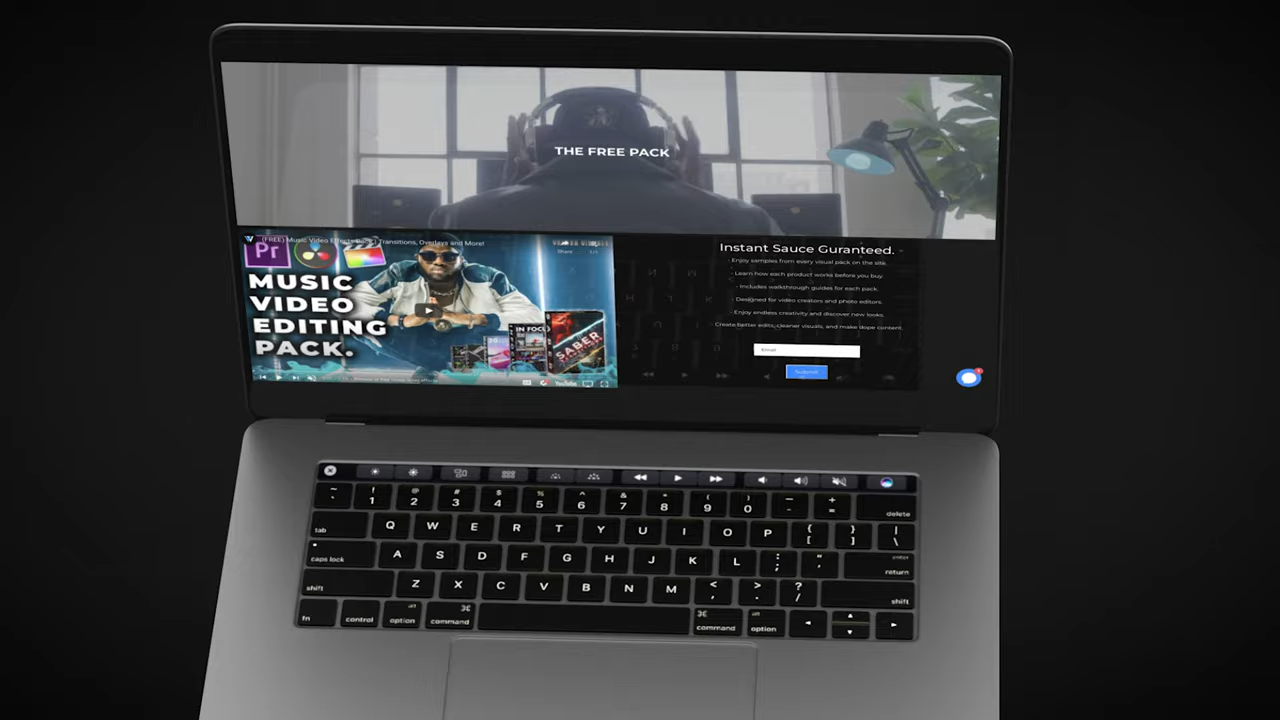 THE FREE PACK
(FREE) Music Video Effects Pack | Transitions, Overlays and More!
Share
1/1
Pr
MUSIC
VIDEO
EDITING
PACK.
IN FOCUS
SABER
YouTube
Instant Sauce Guranteed. -
- Enjoy samples from every visual pack on the site.
- Learn how each product works before you buy.
- Includes walkthrough guides for each pack.
- Designed for video creators and photo editors.
- Enjoy endless creativity and discover new looks.
Create better edits, cleaner visuals, and make dope content.
Email
Submit
~ ! @ # $ % ^ & * ( ) — +
` 1 2 3 4 5 6 7 8 9 0 - = delete
tab Q W E R T Y U I O P { [ } ] | \
caps lock A S D F G H J K L : ; " ' enter return
shift Z X C V B N M < , > . ? / shift
fn control alt option ⌘ command ⌘ command alt option